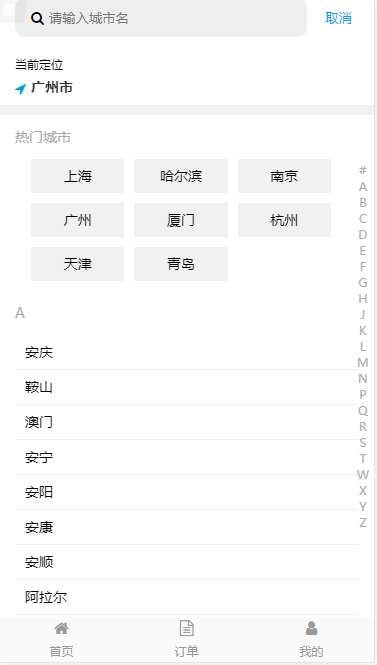 请输入城市名 取消
当前定位
广州市
热门城市
上海 哈尔滨 南京
广州 厦门 杭州
天津 青岛
A
安庆
鞍山
澳门
安宁
安阳
安康
安顺
阿拉尔
#
A
B
C
D
E
F
G
H
J
K
L
M
N
P
Q
R
S
T
W
X
Y
Z
首页 订单 我的